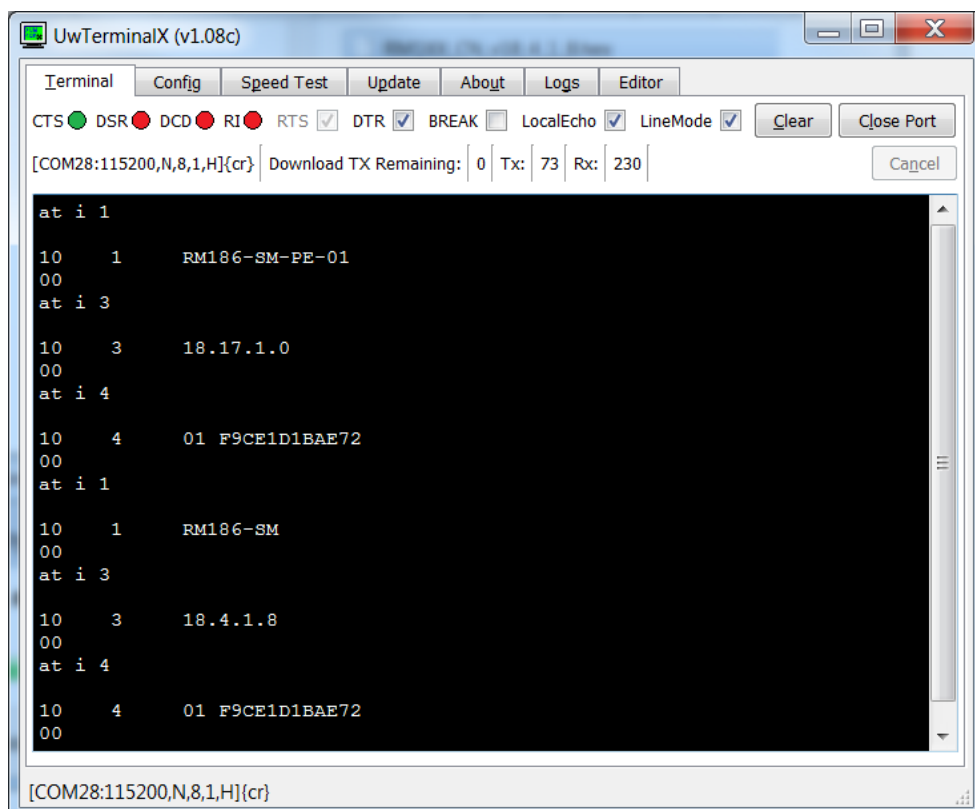 UwTerminalX (v1.08c)
Terminal Config Speed Test Update About Logs Editor
CTS DSR DCD RI RTS DTR BREAK LocalEcho LineMode Clear Close Port
[COM28:115200,N,8,1,H]{cr} Download TX Remaining: 0 Tx: 73 Rx: 230 Cancel
at i 1
10 1 RM186-SM-PE-01
00
at i 3
10 3 18.17.1.0
00
at i 4
10 4 01 F9CE1D1BAE72
00
at i 1
10 1 RM186-SM
00
at i 3
10 3 18.4.1.8
00
at i 4
10 4 01 F9CE1D1BAE72
00
[COM28:115200,N,8,1,H]{cr}